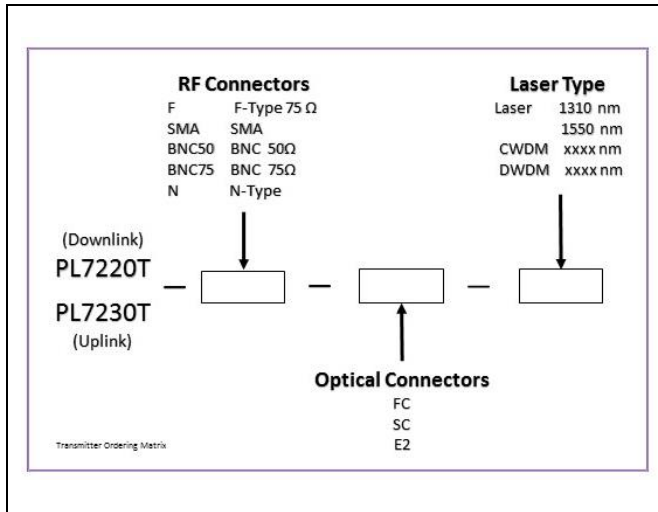 RF Connectors
F F-Type 75 Ω
SMA SMA
BNC50 BNC 50Ω
BNC75 BNC 75Ω
N N-Type
Laser Type
Laser 1310 nm
1550 nm
CWDM xxxx nm
DWDM xxxx nm
(Downlink)
PL7220T
— — —
PL7230T
(Uplink)
Optical Connectors
FC
SC
E2
Transmitter Ordering Matrix